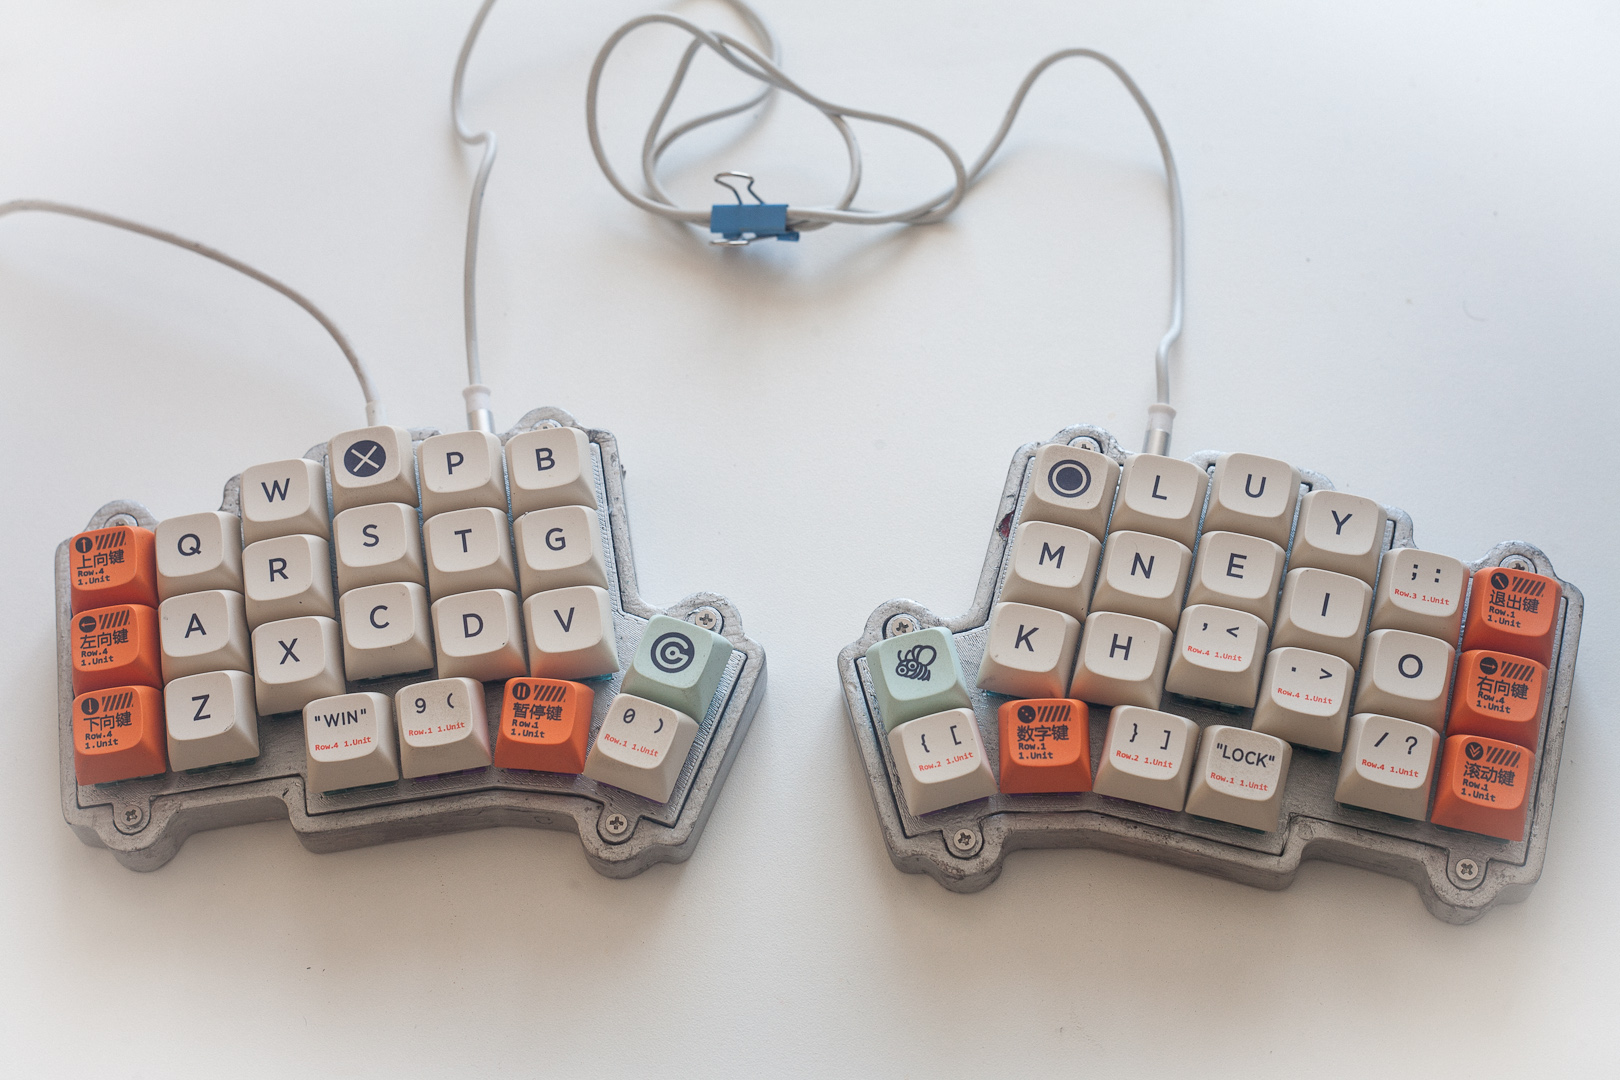 上向键
Row.4
1.Unit
Q
W
P
B
左向键
Row.4
1.Unit
A
R
S
T
G
下向键
Row.4
1.Unit
Z
X
C
D
V
"WIN"
Row.4 1.Unit
9 (
Row.1 1.Unit
暂停键
Row.1
1.Unit
0 )
Row.1 1.Unit
L
U
Y
; :
Row.3 1.Unit
退出键
Row.1
1.Unit
M
N
E
I
O
右向键
Row.4
1.Unit
K
H
' <
Row.4 1.Unit
. >
Row.4 1.Unit
/ ?
Row.4 1.Unit
滚动键
Row.1
1.Unit
{ [
Row.2 1.Unit
数字键
Row.1
1.Unit
} ]
Row.2 1.Unit
"LOCK"
Row.1 1.Unit